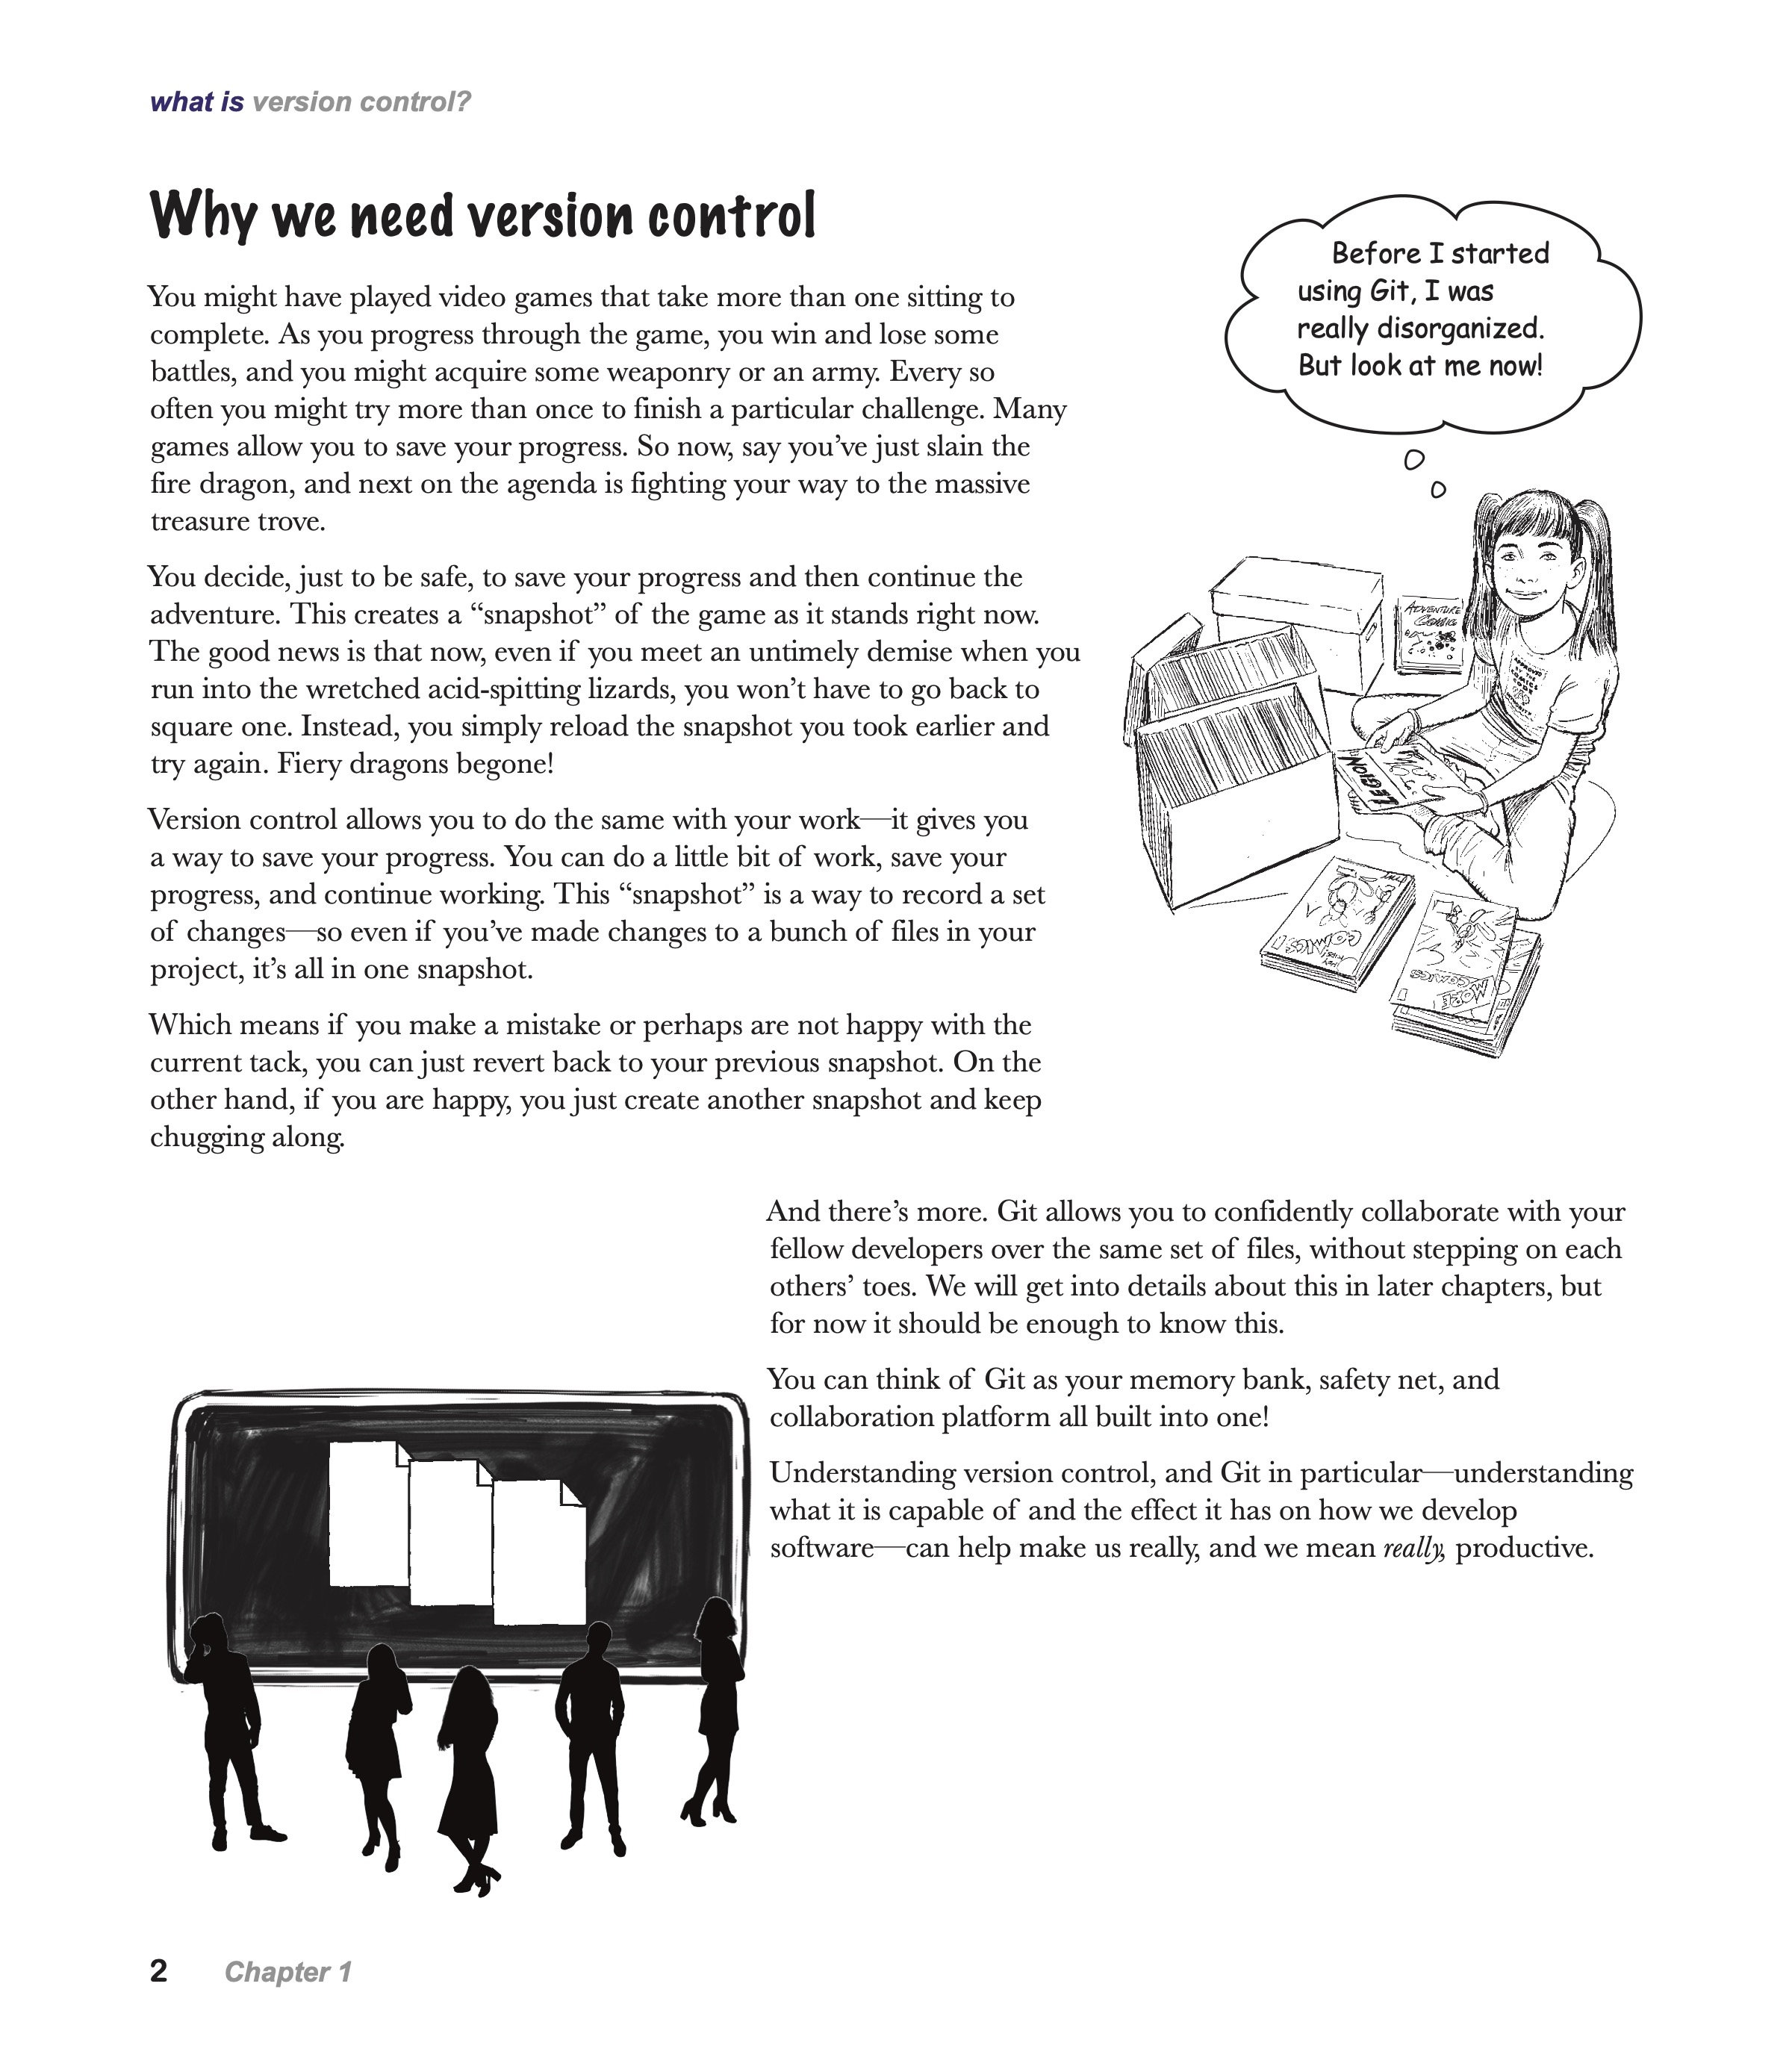 what is version control?
Why we need version control
You might have played video games that take more than one sitting to
complete. As you progress through the game, you win and lose some
battles, and you might acquire some weaponry or an army. Every so
often you might try more than once to finish a particular challenge. Many
games allow you to save your progress. So now, say you’ve just slain the
fire dragon, and next on the agenda is fighting your way to the massive
treasure trove.
You decide, just to be safe, to save your progress and then continue the
adventure. This creates a “snapshot” of the game as it stands right now.
The good news is that now, even if you meet an untimely demise when you
run into the wretched acid-spitting lizards, you won’t have to go back to
square one. Instead, you simply reload the snapshot you took earlier and
try again. Fiery dragons begone!
Version control allows you to do the same with your work—it gives you
a way to save your progress. You can do a little bit of work, save your
progress, and continue working. This “snapshot” is a way to record a set
of changes—so even if you’ve made changes to a bunch of files in your
project, it’s all in one snapshot.
Which means if you make a mistake or perhaps are not happy with the
current tack, you can just revert back to your previous snapshot. On the
other hand, if you are happy, you just create another snapshot and keep
chugging along.
Before I started
using Git, I was
really disorganized.
But look at me now!
ADVENTURE
COMIC
LEGION
COMICS
MORE
COMICS
And there’s more. Git allows you to confidently collaborate with your
fellow developers over the same set of files, without stepping on each
others’ toes. We will get into details about this in later chapters, but
for now it should be enough to know this.
You can think of Git as your memory bank, safety net, and
collaboration platform all built into one!
Understanding version control, and Git in particular—understanding
what it is capable of and the effect it has on how we develop
software—can help make us really, and we mean really, productive.
2 Chapter 1